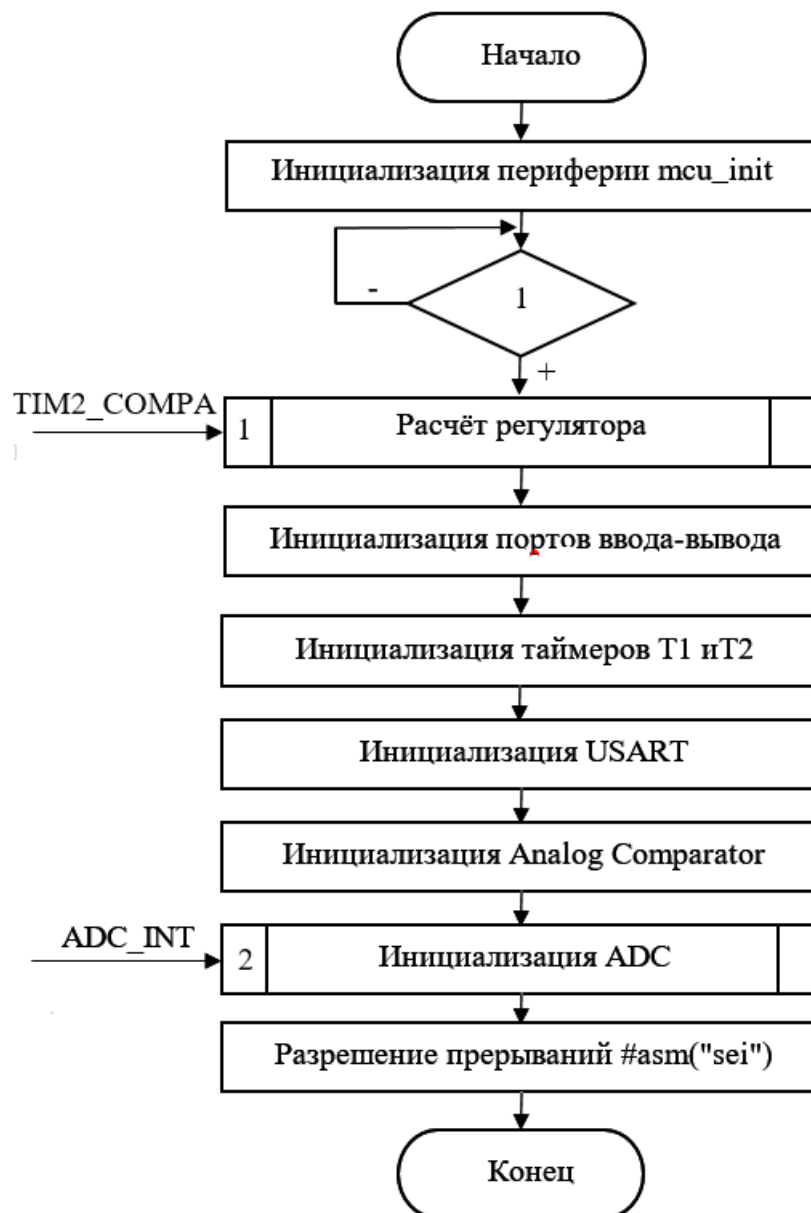 Начало
Инициализация периферии mcu_init
-
1
+
TIM2_COMPA
1
Расчёт регулятора
Инициализация портов ввода-вывода
Инициализация таймеров Т1 иТ2
Инициализация USART
Инициализация Analog Comparator
ADC_INT
2
Инициализация ADC
Разрешение прерываний #asm("sei")
Конец